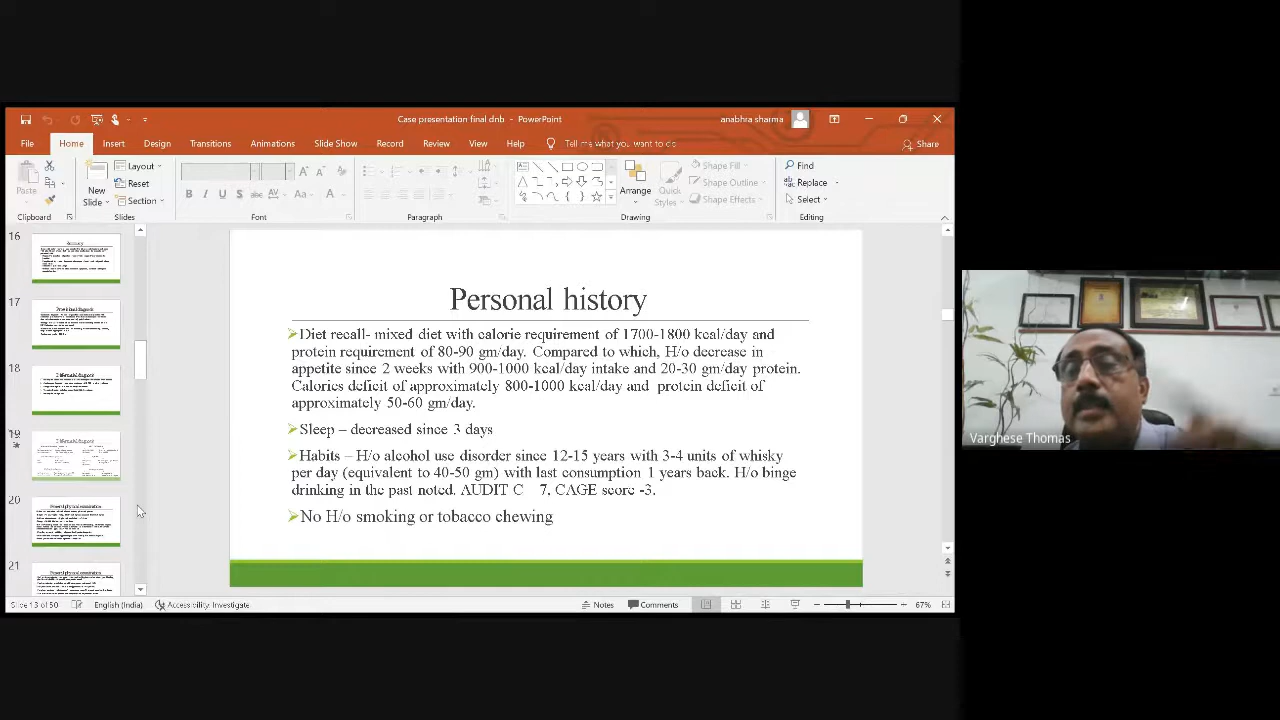 Case presentation final dnb - PowerPoint
anabhra sharma
File Home Insert Design Transitions Animations Slide Show Record Review View Help Tell me what you want to do Share
Paste
New Slide
Layout
Reset
Section
B I U S abc AV Aa A
Arrange
Quick Styles
Shape Fill
Shape Outline
Shape Effects
Find
Replace
Select
Clipboard Slides Font Paragraph Drawing Editing
16
17
18
19
20
21
Personal history
Diet recall- mixed diet with calorie requirement of 1700-1800 kcal/day and
protein requirement of 80-90 gm/day. Compared to which, H/o decrease in
appetite since 2 weeks with 900-1000 kcal/day intake and 20-30 gm/day protein.
Calories deficit of approximately 800-1000 kcal/day and protein deficit of
approximately 50-60 gm/day.
Sleep – decreased since 3 days
Habits – H/o alcohol use disorder since 12-15 years with 3-4 units of whisky
per day (equivalent to 40-50 gm) with last consumption 1 years back. H/o binge
drinking in the past noted. AUDIT C – 7. CAGE score -3.
No H/o smoking or tobacco chewing
Varghese Thomas
Slide 13 of 50 English (India) Accessibility: Investigate Notes Comments 67%